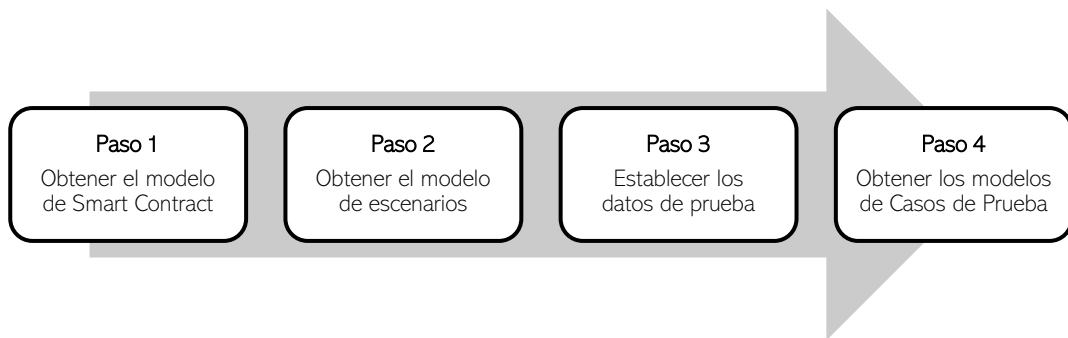 Paso 1
Obtener el modelo
de Smart Contract
Paso 2
Obtener el modelo
de escenarios
Paso 3
Establecer los
datos de prueba
Paso 4
Obtener los modelos
de Casos de Prueba